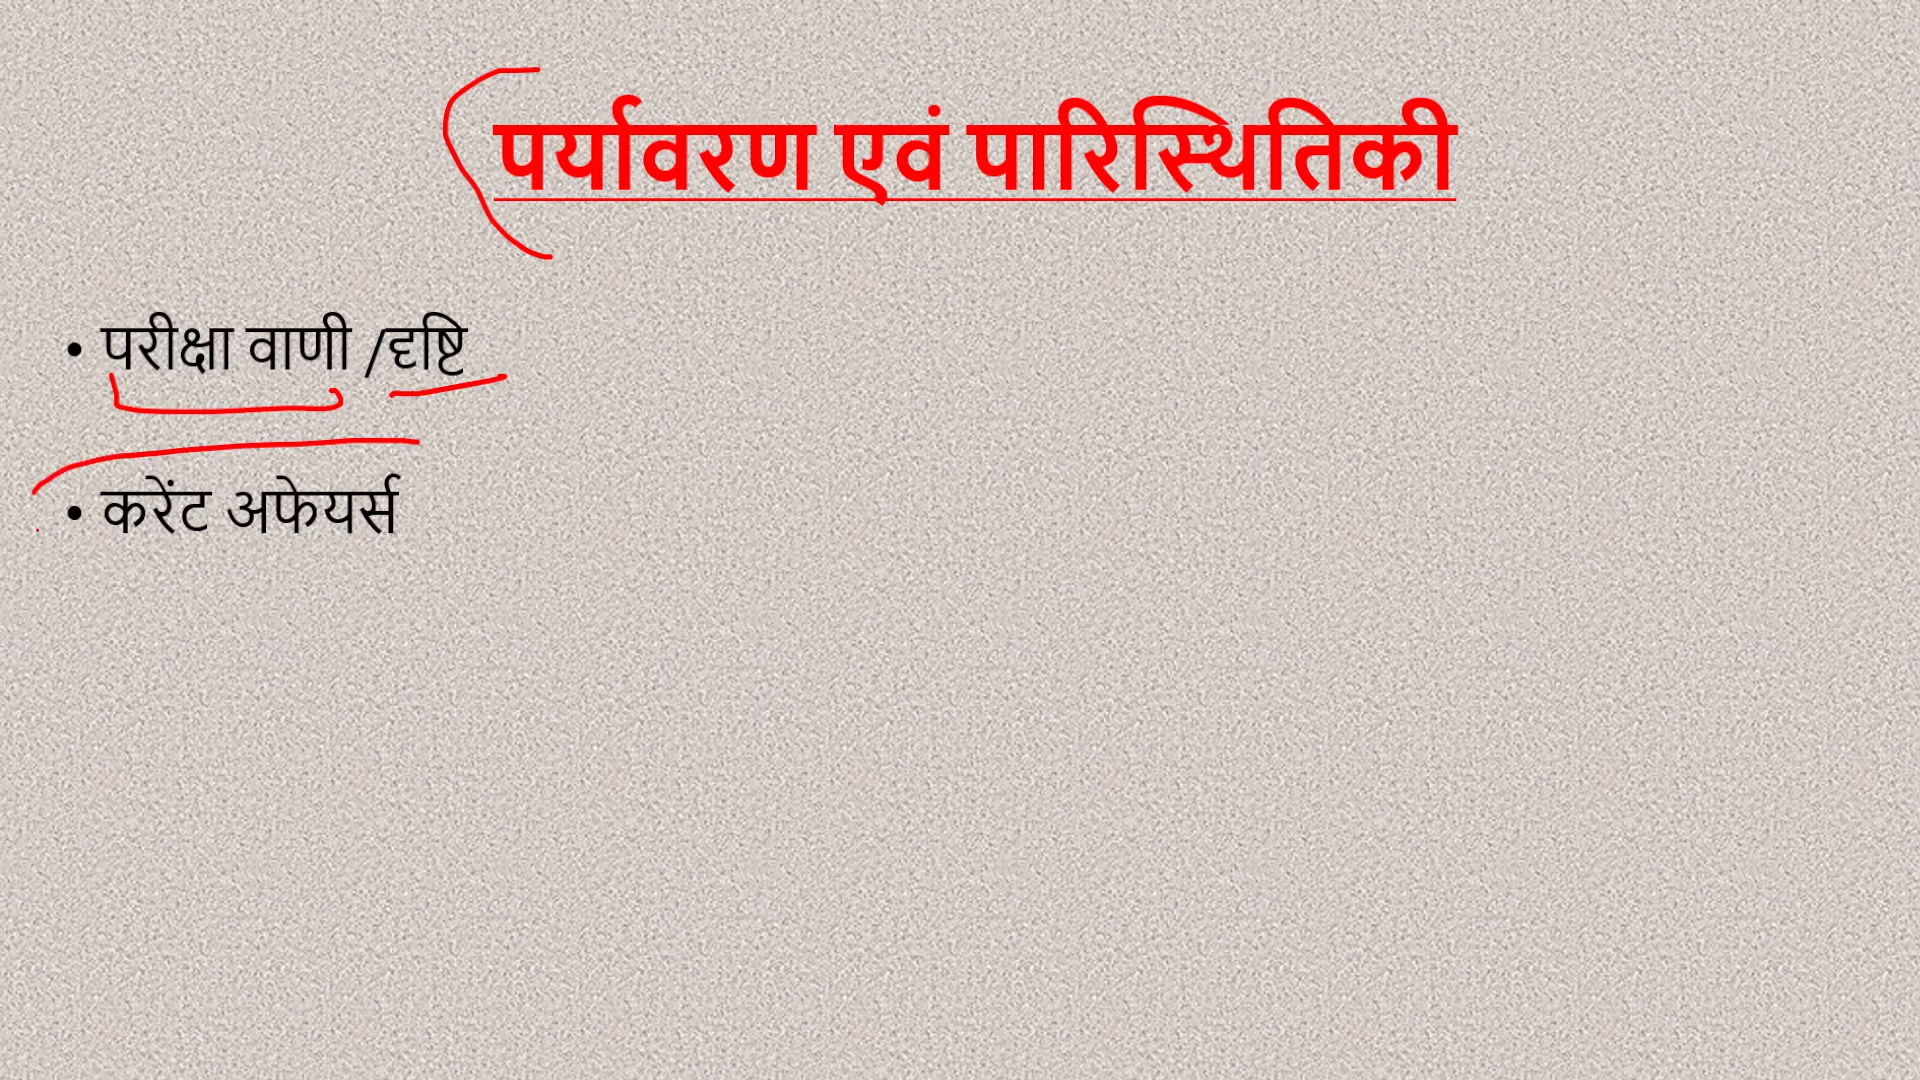 पर्यावरण एवं पारिस्थितिकी
• परीक्षा वाणी /दृष्टि
• करेंट अफेयर्स